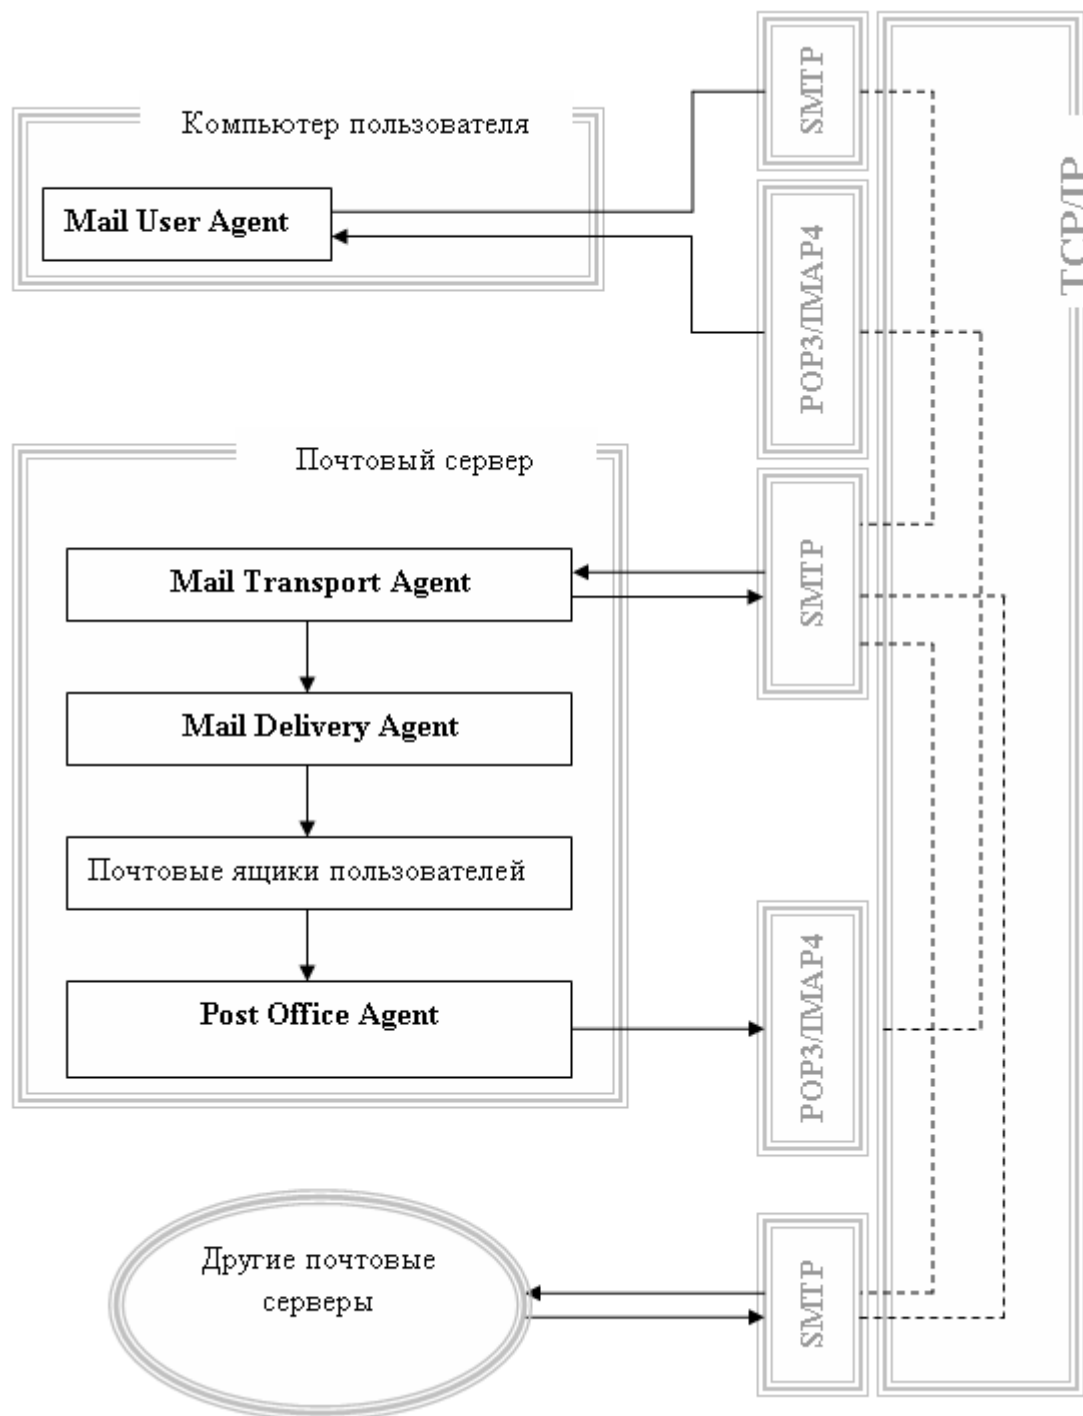 SMTP
Компьютер пользователя
TCP/IP
Mail User Agent
POP3/IMAP4
Почтовый сервер
Mail Transport Agent
SMTP
Mail Delivery Agent
Почтовые ящики пользователей
Post Office Agent
POP3/IMAP4
Другие почтовые
серверы
SMTP